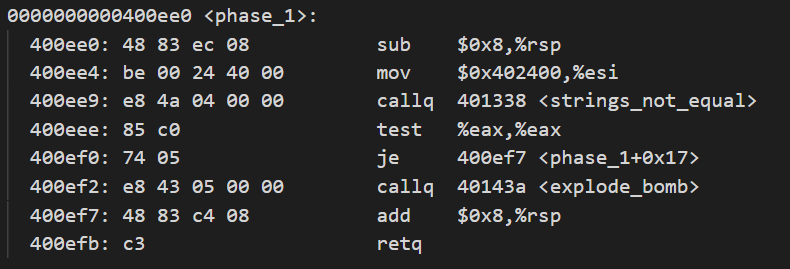 0000000000400ee0 <phase_1>:
400ee0: 48 83 ec 08 sub $0x8,%rsp
400ee4: be 00 24 40 00 mov $0x402400,%esi
400ee9: e8 4a 04 00 00 callq 401338 <strings_not_equal>
400eee: 85 c0 test %eax,%eax
400ef0: 74 05 je 400ef7 <phase_1+0x17>
400ef2: e8 43 05 00 00 callq 40143a <explode_bomb>
400ef7: 48 83 c4 08 add $0x8,%rsp
400efb: c3 retq